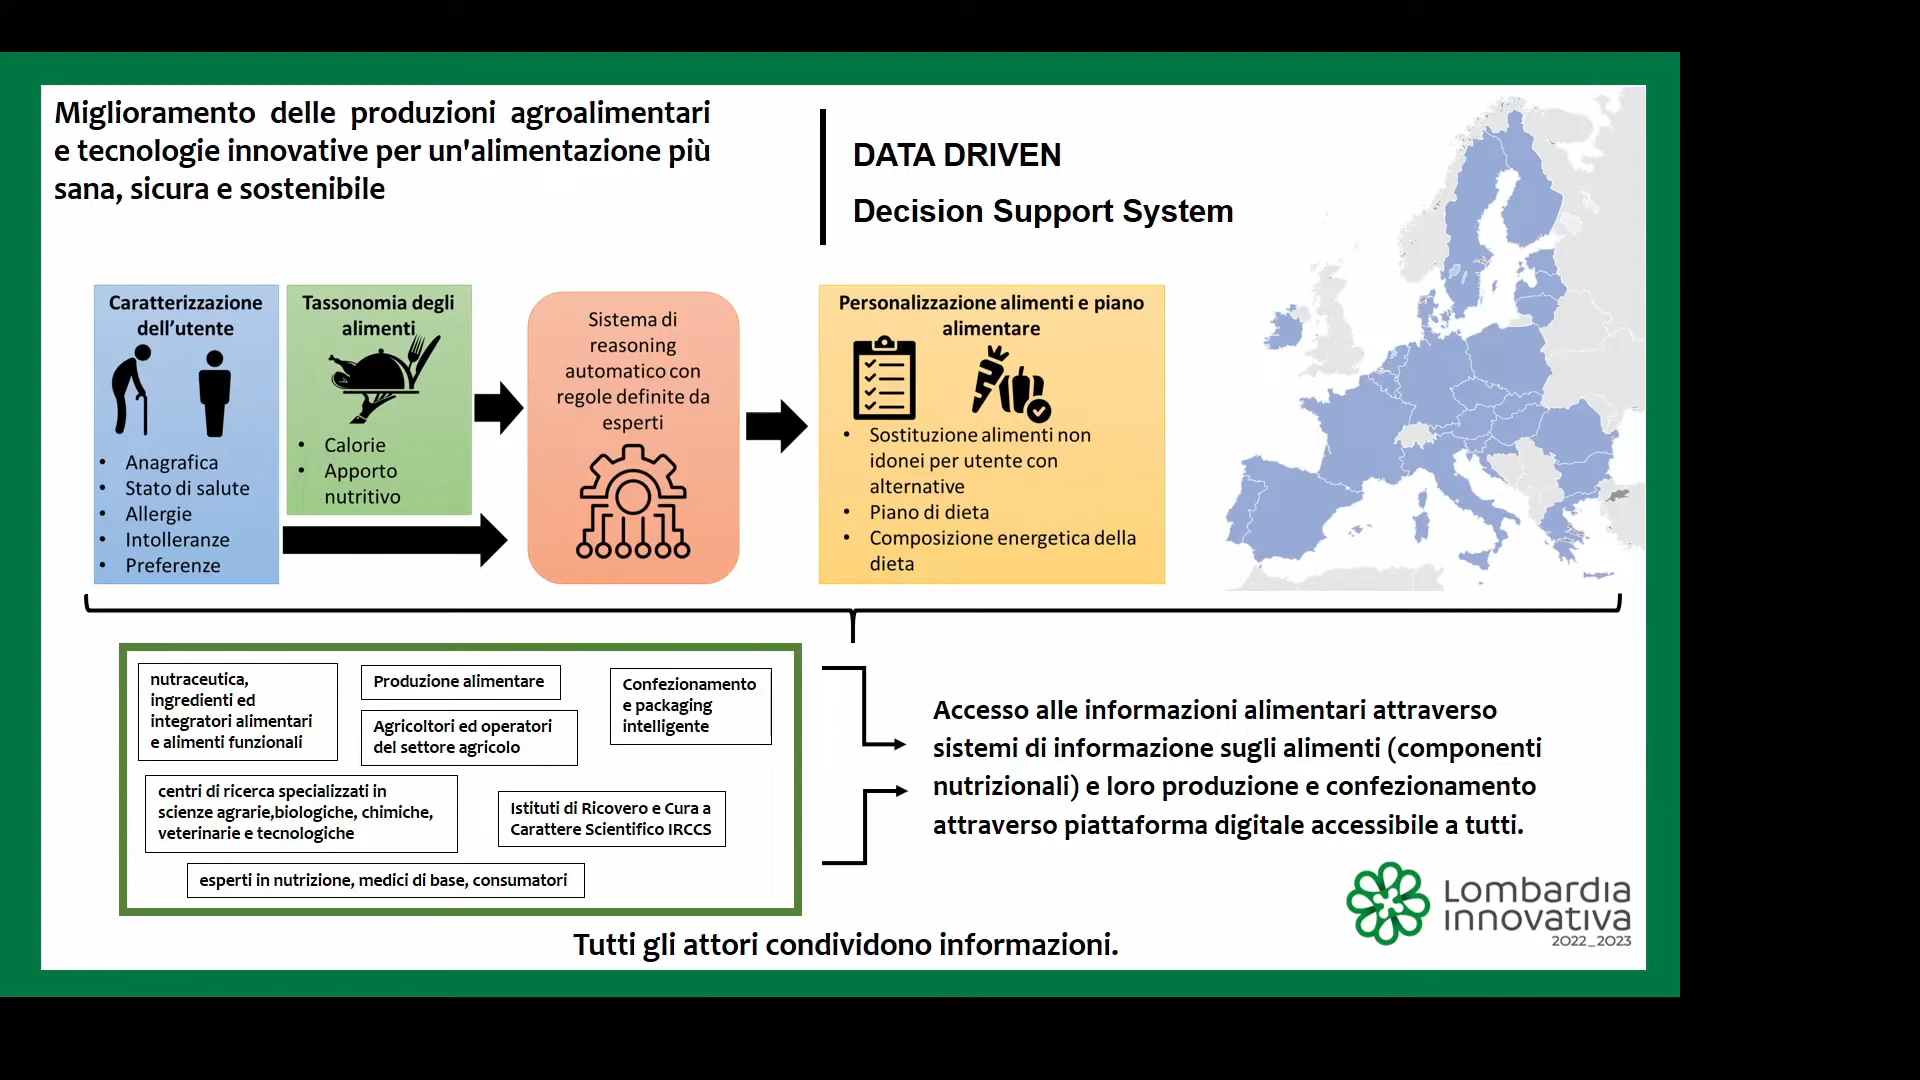 Miglioramento delle produzioni agroalimentari
e tecnologie innovative per un'alimentazione più
sana, sicura e sostenibile
DATA DRIVEN
Decision Support System
Caratterizzazione
dell’utente
• Anagrafica
• Stato di salute
• Allergie
• Intolleranze
• Preferenze
Tassonomia degli
alimenti
• Calorie
• Apporto
nutritivo
Sistema di
reasoning
automatico con
regole definite da
esperti
Personalizzazione alimenti e piano
alimentare
• Sostituzione alimenti non
idonei per utente con
alternative
• Piano di dieta
• Composizione energetica della
dieta
nutraceutica,
ingredienti ed
integratori alimentari
e alimenti funzionali
Produzione alimentare
Agricoltori ed operatori
del settore agricolo
Confezionamento
e packaging
intelligente
centri di ricerca specializzati in
scienze agrarie,biologiche, chimiche,
veterinarie e tecnologiche
Istituti di Ricovero e Cura a
Carattere Scientifico IRCCS
esperti in nutrizione, medici di base, consumatori
Accesso alle informazioni alimentari attraverso
sistemi di informazione sugli alimenti (componenti
nutrizionali) e loro produzione e confezionamento
attraverso piattaforma digitale accessibile a tutti.
Tutti gli attori condividono informazioni.
Lombardia
innovativa
2022_2023